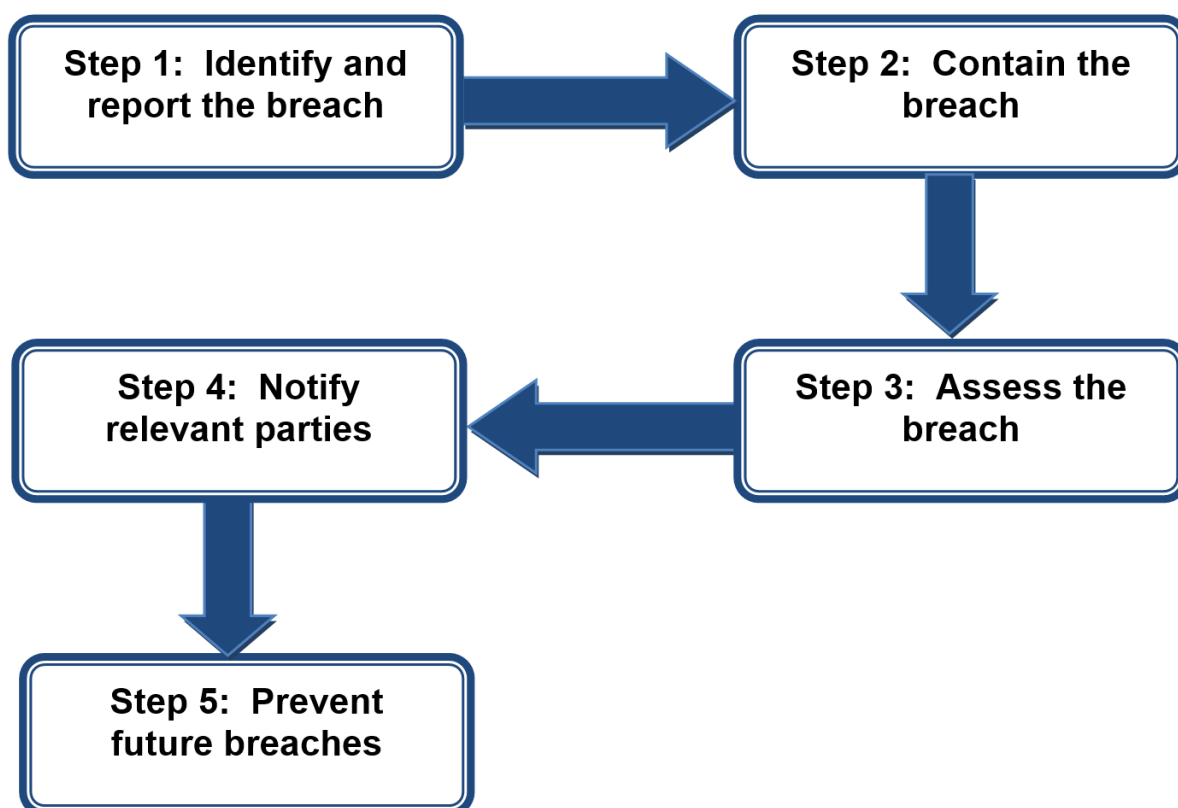 Step 1:  Identify and
report the breach
Step 2:  Contain the
breach
Step 3:  Assess the
breach
Step 4:  Notify
relevant parties
Step 5:  Prevent
future breaches